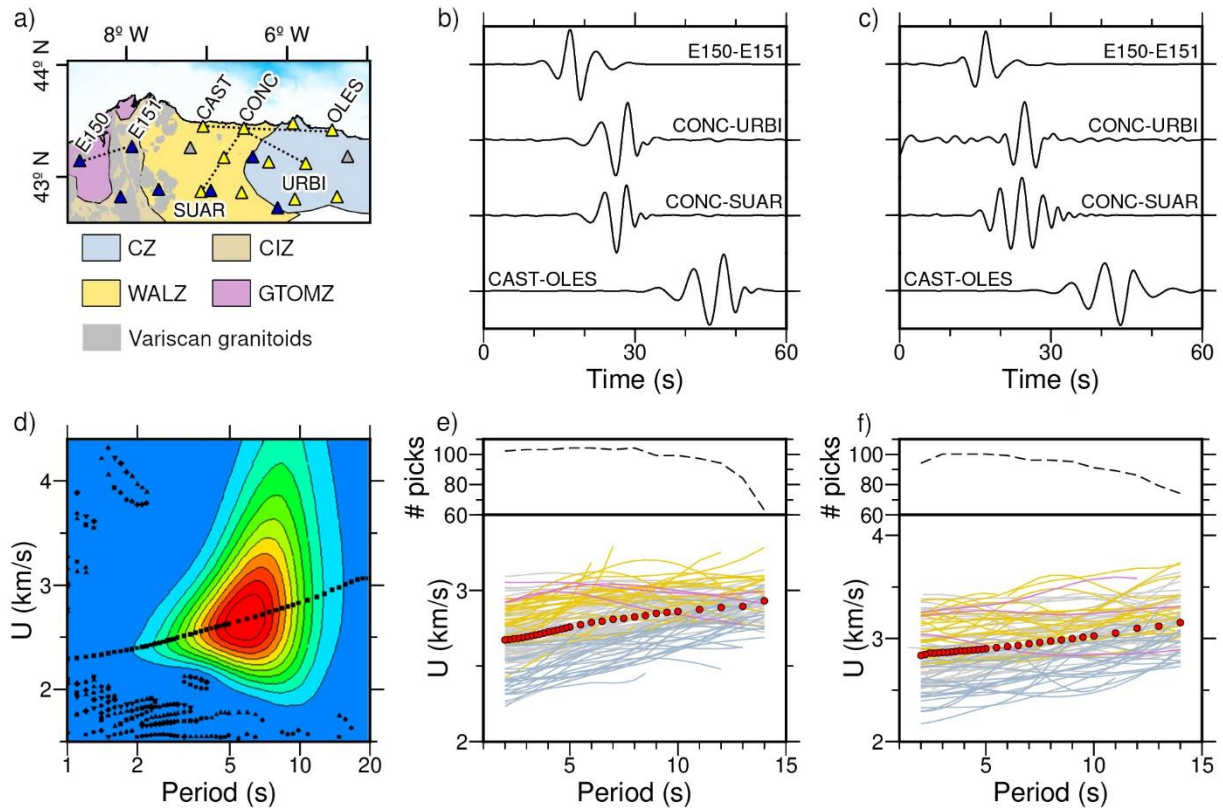 a)
8º W
6º W
44º N
43º N
E150
E151
CAST
CONC
OLES
URBI
SUAR
CZ
CIZ
WALZ
GTOMZ
Variscan granitoids
b)
E150-E151
CONC-URBI
CONC-SUAR
CAST-OLES
0
30
60
Time (s)
c)
E150-E151
CONC-URBI
CONC-SUAR
CAST-OLES
0
30
60
Time (s)
d)
U (km/s)
4
3
2
1
2
5
10
20
Period (s)
e)
# picks
100
80
60
U (km/s)
3
2
5
10
15
Period (s)
f)
# picks
100
80
60
U (km/s)
4
3
2
5
10
15
Period (s)